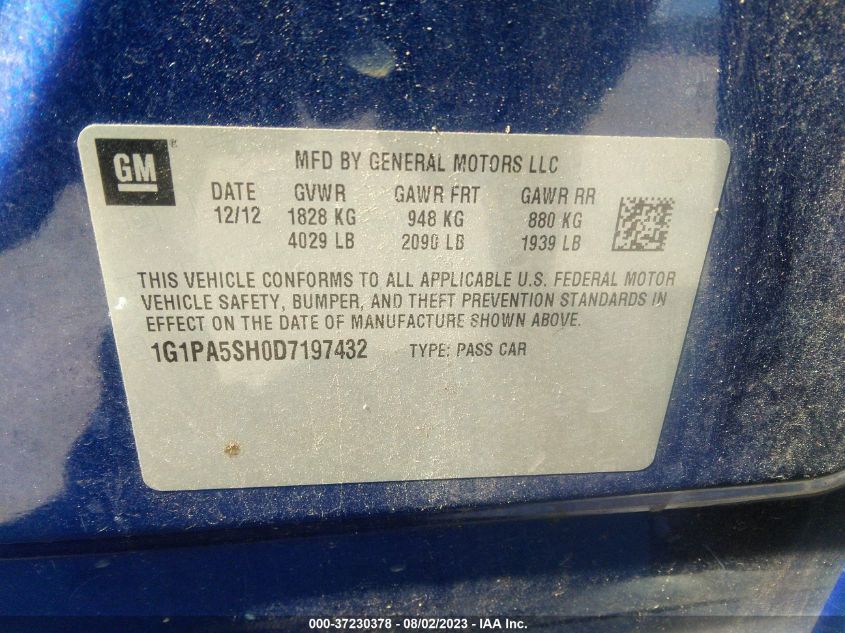 GM ®
MFD BY GENERAL MOTORS LLC
DATE GVWR GAWR FRT GAWR RR
12/12 1828 KG 948 KG 880 KG
4029 LB 2090 LB 1939 LB
THIS VEHICLE CONFORMS TO ALL APPLICABLE U.S. FEDERAL MOTOR
VEHICLE SAFETY, BUMPER, AND THEFT PREVENTION STANDARDS IN
EFFECT ON THE DATE OF MANUFACTURE SHOWN ABOVE.
1G1PA5SH0D7197432 TYPE: PASS CAR
000-37230378 - 08/02/2023 - © IAA Inc.